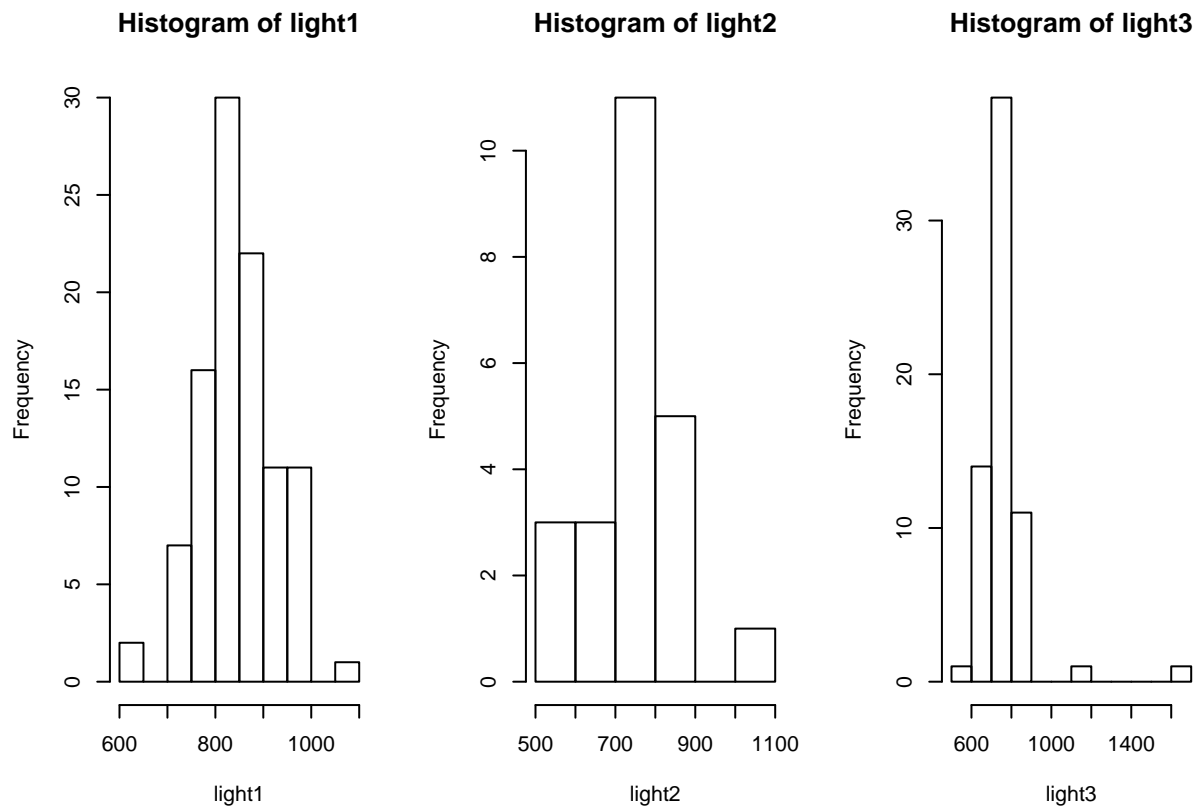 Histogram of light1
Frequency
0
5
10
15
20
25
30
600 800 1000
light1
Histogram of light2
Frequency
0
2
4
6
8
10
500 700 900 1100
light2
Histogram of light3
Frequency
0
10
20
30
600 1000 1400
light3